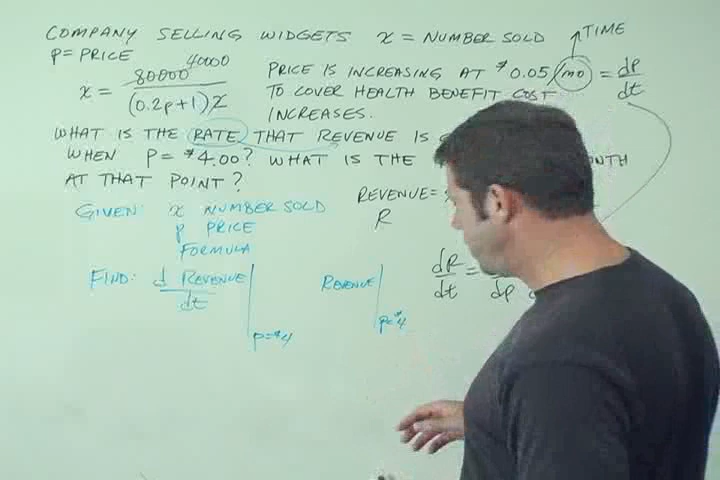 COMPANY SELLING WIDGETS x = NUMBER SOLD
TIME
P = PRICE
x = 80000 40000 / (0.2p+1)2
PRICE IS INCREASING AT $0.05/mo = dp/dt
TO COVER HEALTH BENEFIT COST
INCREASES.
WHAT IS THE RATE THAT REVENUE IS
WHEN P = $4.00? WHAT IS THE
AT THAT POINT?
REVENUE =
R
GIVEN: x NUMBER SOLD
p PRICE
FORMULA
FIND: d REVENUE / dt | p=$4
REVENUE | p=$4
dR/dt =
dp